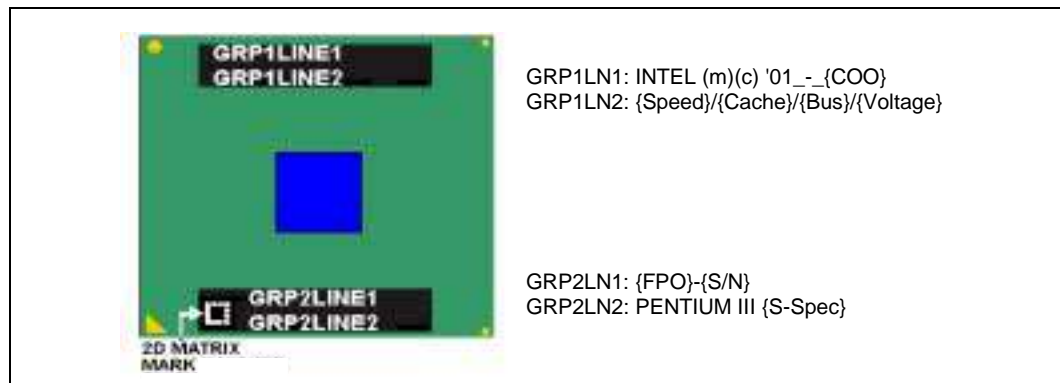 GRP1LINE1
GRP1LINE2
GRP1LN1: INTEL (m)(c) '01_-_{COO}
GRP1LN2: {Speed}/{Cache}/{Bus}/{Voltage}
GRP2LINE1
GRP2LINE2
2D MATRIX
MARK
GRP2LN1: {FPO}-{S/N}
GRP2LN2: PENTIUM III {S-Spec}